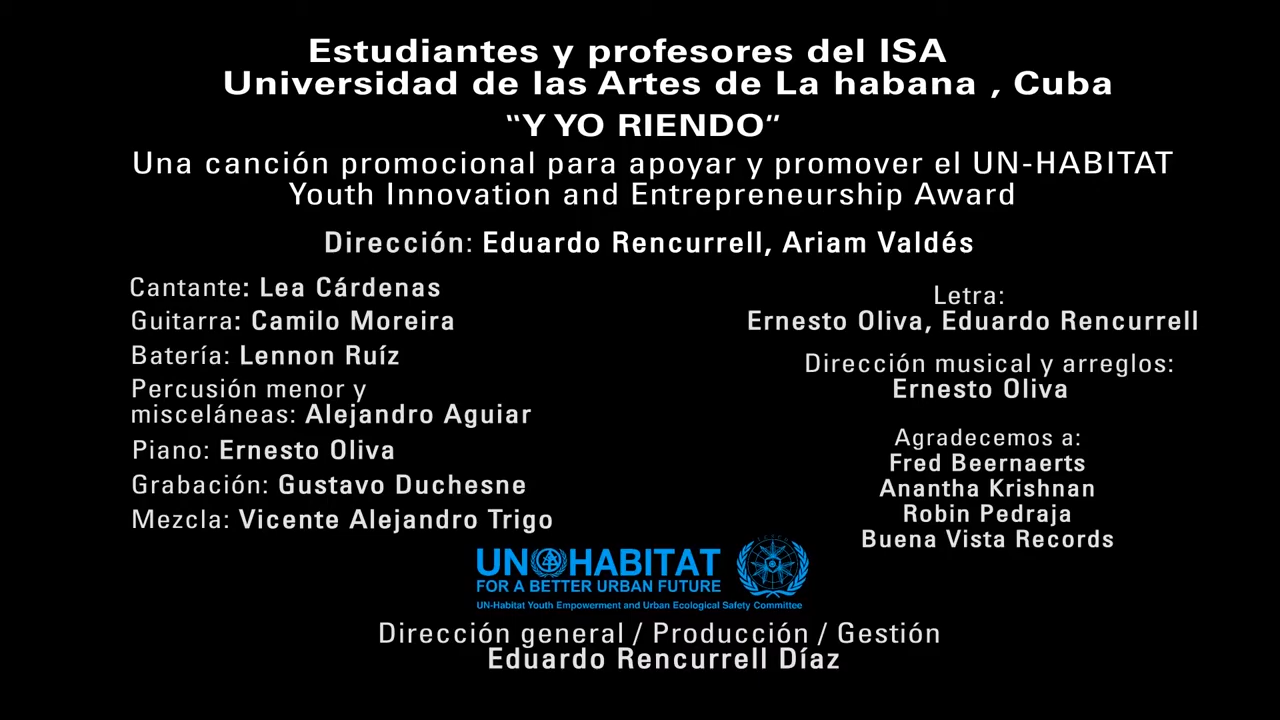 Estudiantes y profesores del ISA
Universidad de las Artes de La habana , Cuba
“Y YO RIENDO”
Una canción promocional para apoyar y promover el UN-HABITAT
Youth Innovation and Entrepreneurship Award
Dirección: Eduardo Rencurrell, Ariam Valdés
Cantante: Lea Cárdenas
Guitarra: Camilo Moreira
Batería: Lennon Ruíz
Percusión menor y
misceláneas: Alejandro Aguiar
Piano: Ernesto Oliva
Grabación: Gustavo Duchesne
Mezcla: Vicente Alejandro Trigo
Letra:
Ernesto Oliva, Eduardo Rencurrell
Dirección musical y arreglos:
Ernesto Oliva
Agradecemos a:
Fred Beernaerts
Anantha Krishnan
Robin Pedraja
Buena Vista Records
UN HABITAT
FOR A BETTER URBAN FUTURE
UN-Habitat Youth Empowerment and Urban Ecological Safety Committee
Dirección general / Producción / Gestión
Eduardo Rencurrell Díaz